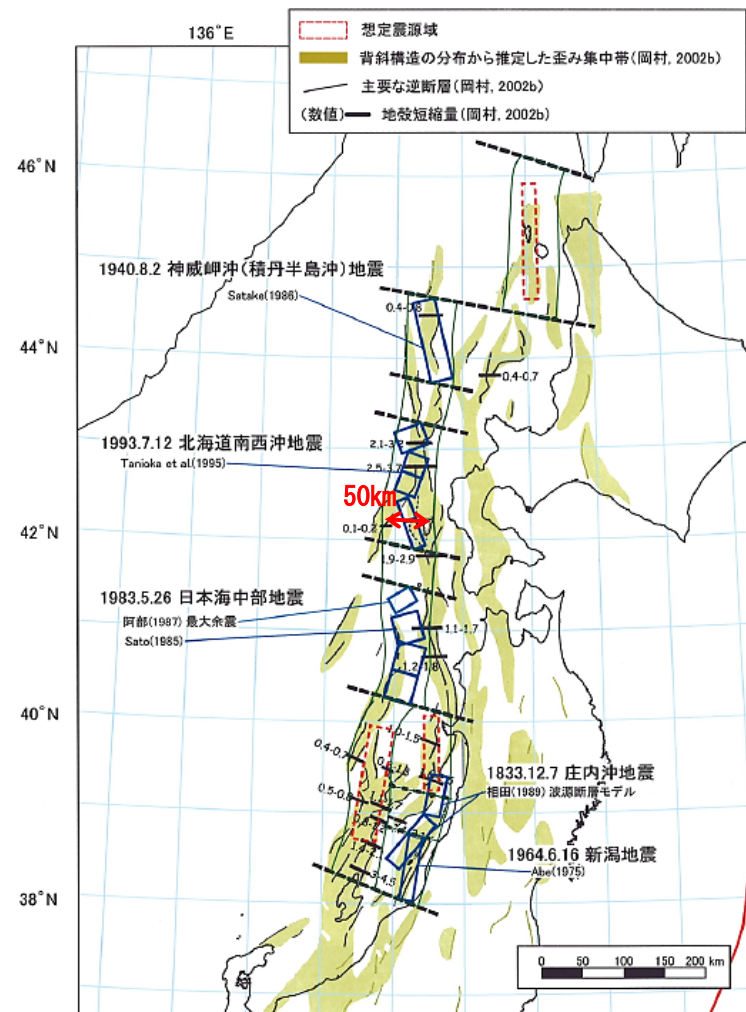 136°E
想定震源域
背斜構造の分布から推定した歪み集中帯(岡村, 2002b)
主要な逆断層(岡村, 2002b)
(数値) 地殻短縮量(岡村, 2002b)
46°N
1940.8.2 神威岬沖(積丹半島沖)地震
Satake(1986)
0.4-0.8
44°N
0.4-0.7
1993.7.12 北海道南西沖地震
Tanioka et al.(1995)
2.5-3.7
50km
0.1-0.2
42°N
1.9-2.9
1983.5.26 日本海中部地震
阿部(1987) 最大余震
Sato(1985)
1.1-1.7
1.2-1.8
40°N
0.4-0.7
1833.12.7 庄内沖地震
相田(1989) 波源断層モデル
1964.6.16 新潟地震
Abe(1975)
38°N
0 50 100 150 200 km